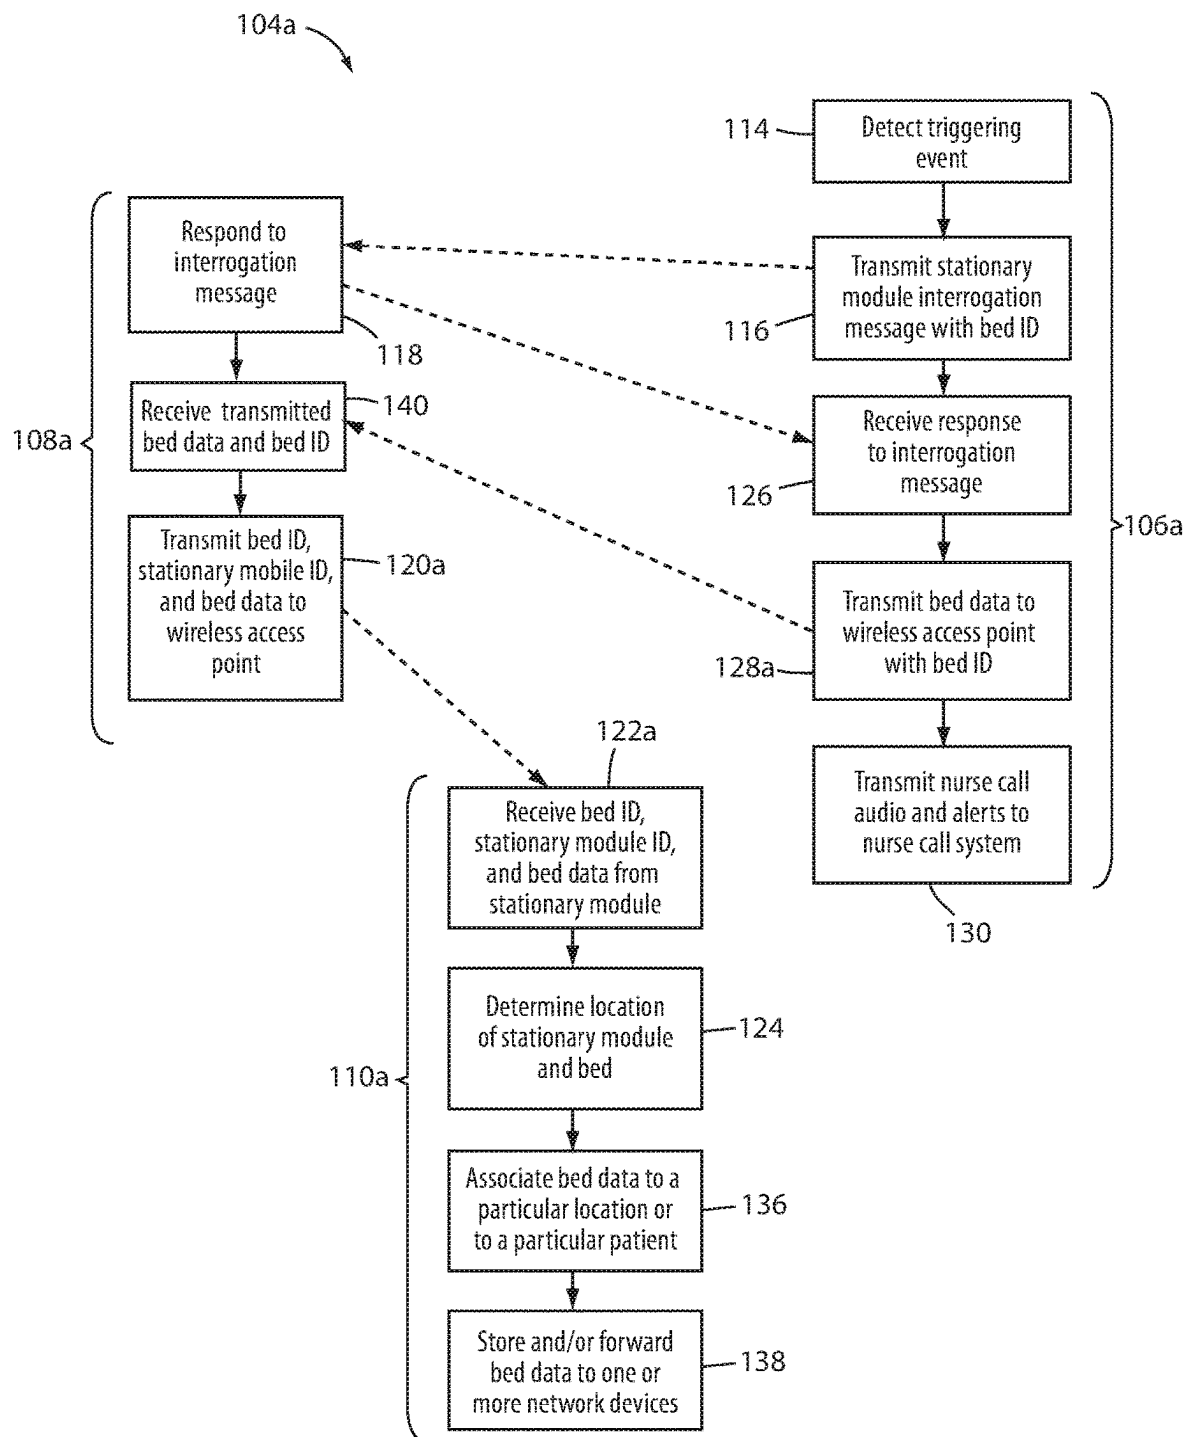 104a
114
Detect triggering
event
Respond to
interrogation
message
118
Transmit stationary
module interrogation
message with bed ID
116
108a
Receive transmitted
bed data and bed ID
140
Receive response
to interrogation
message
126
106a
Transmit bed ID,
stationary mobile ID,
and bed data to
wireless access
point
120a
Transmit bed data to
wireless access point
with bed ID
128a
122a
Receive bed ID,
stationary module ID,
and bed data from
stationary module
Transmit nurse call
audio and alerts to
nurse call system
130
110a
Determine location
of stationary module
and bed
124
Associate bed data to a
particular location or
to a particular patient
136
Store and/or forward
bed data to one or
more network devices
138